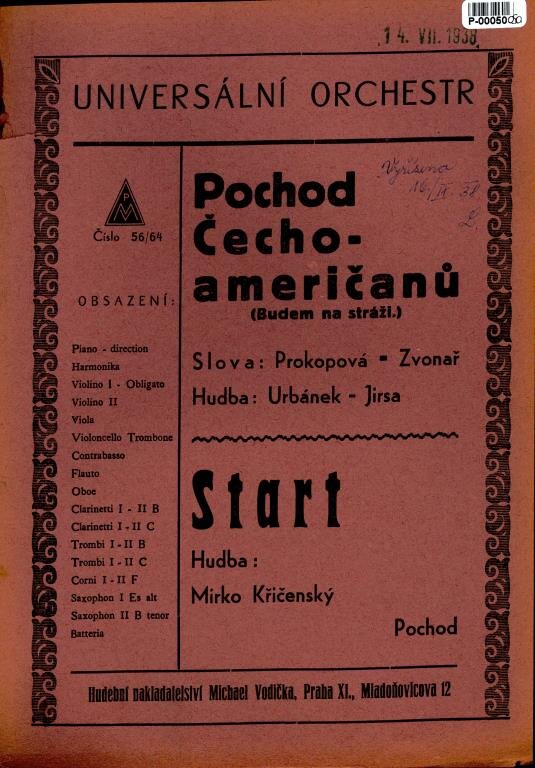 P-00050
14. VII. 1938
UNIVERSÁLNÍ ORCHESTR
P
M
Číslo 56/64
OBSAZENÍ:
Piano - direction
Harmonika
Violino I - Obligato
Violino II
Viola
Violoncello Trombone
Contrabasso
Flauto
Oboe
Clarinetti I - II B
Clarinetti I - II C
Trombi I - II B
Trombi I - II C
Corni I - II F
Saxophon I Es alt
Saxophon II B tenor
Batteria
Pochod
Čecho-
američanů
(Budem na stráži.)
Slova: Prokopová - Zvonař
Hudba: Urbánek - Jirsa
Start
Hudba:
Mirko Křičenský
Pochod
Hudební nakladatelství Michael Vodička, Praha XI., Mladoňovicova 12